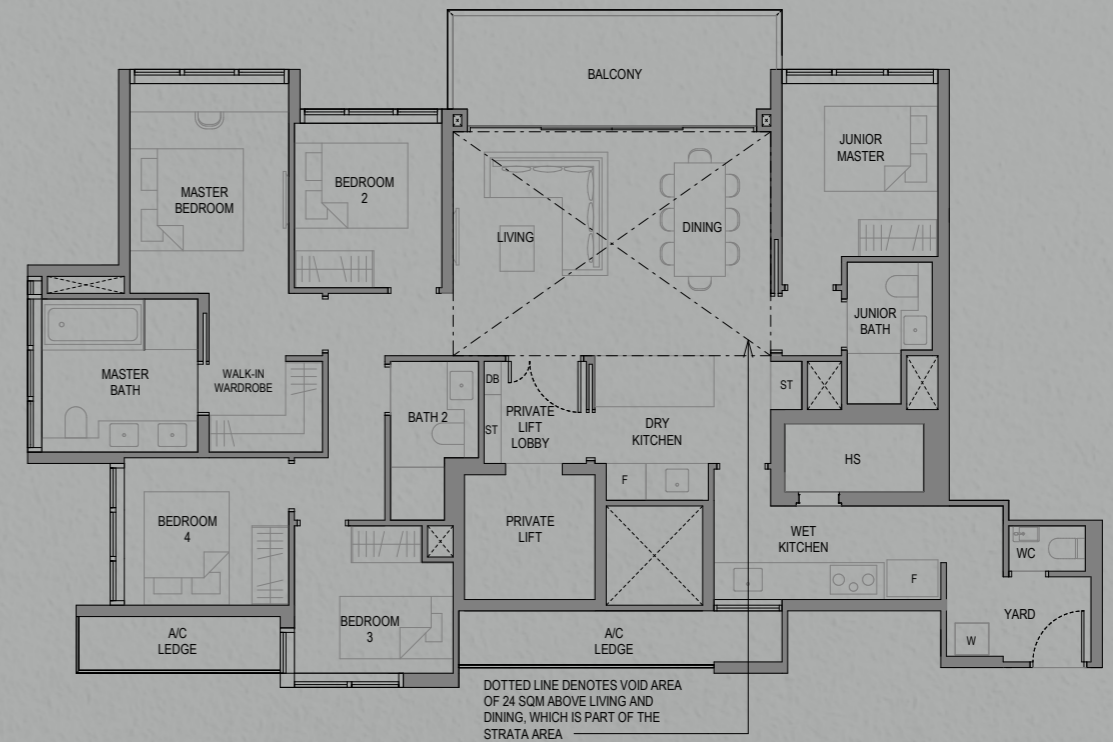 BALCONY
JUNIOR
MASTER
MASTER
BEDROOM
BEDROOM
2
LIVING
DINING
JUNIOR
BATH
MASTER
BATH
WALK-IN
WARDROBE
DB
ST
PRIVATE
LIFT
LOBBY
BATH 2
DRY
KITCHEN
ST
HS
F
BEDROOM
4
PRIVATE
LIFT
WET
KITCHEN
WC
F
BEDROOM
3
YARD
W
A/C
LEDGE
A/C
LEDGE
DOTTED LINE DENOTES VOID AREA
OF 24 SQM ABOVE LIVING AND
DINING, WHICH IS PART OF THE
STRATA AREA